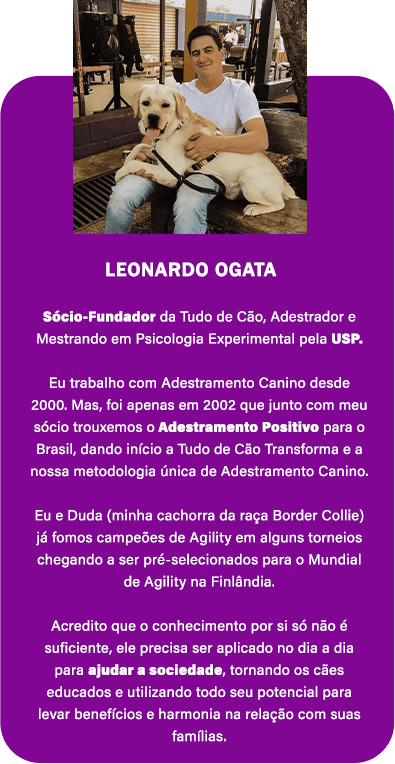 LEONARDO OGATA
Sócio-Fundador da Tudo de Cão, Adestrador e
Mestrando em Psicologia Experimental pela USP.
Eu trabalho com Adestramento Canino desde
2000. Mas, foi apenas em 2002 que junto com meu
sócio trouxemos o Adestramento Positivo para o
Brasil, dando início a Tudo de Cão Transforma e a
nossa metodologia única de Adestramento Canino.
Eu e Duda (minha cachorra da raça Border Collie)
já fomos campeões de Agility em alguns torneios
chegando a ser pré-selecionados para o Mundial
de Agility na Finlândia.
Acredito que o conhecimento por si só não é
suficiente, ele precisa ser aplicado no dia a dia
para ajudar a sociedade, tornando os cães
educados e utilizando todo seu potencial para
levar benefícios e harmonia na relação com suas
famílias.